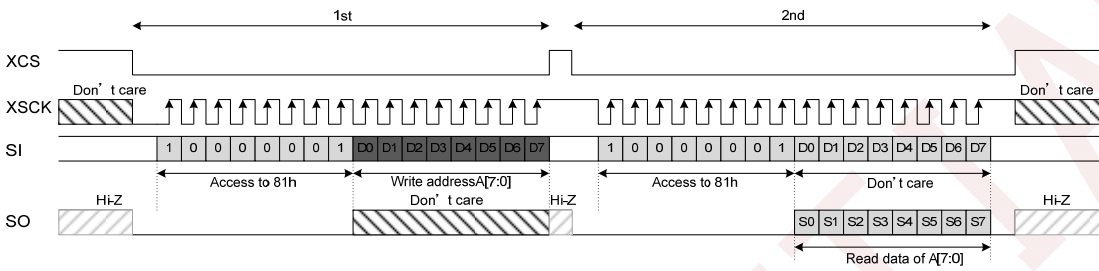 1st 2nd
XCS
Don't care Don't care
XSCK
SI 1 0 0 0 0 0 0 1 D0 D1 D2 D3 D4 D5 D6 D7 1 0 0 0 0 0 0 1 D0 D1 D2 D3 D4 D5 D6 D7
Access to 81h Write addressA[7:0] Access to 81h Don't care
Hi-Z Don't care Hi-Z Hi-Z
SO S0 S1 S2 S3 S4 S5 S6 S7
Read data of A[7:0]